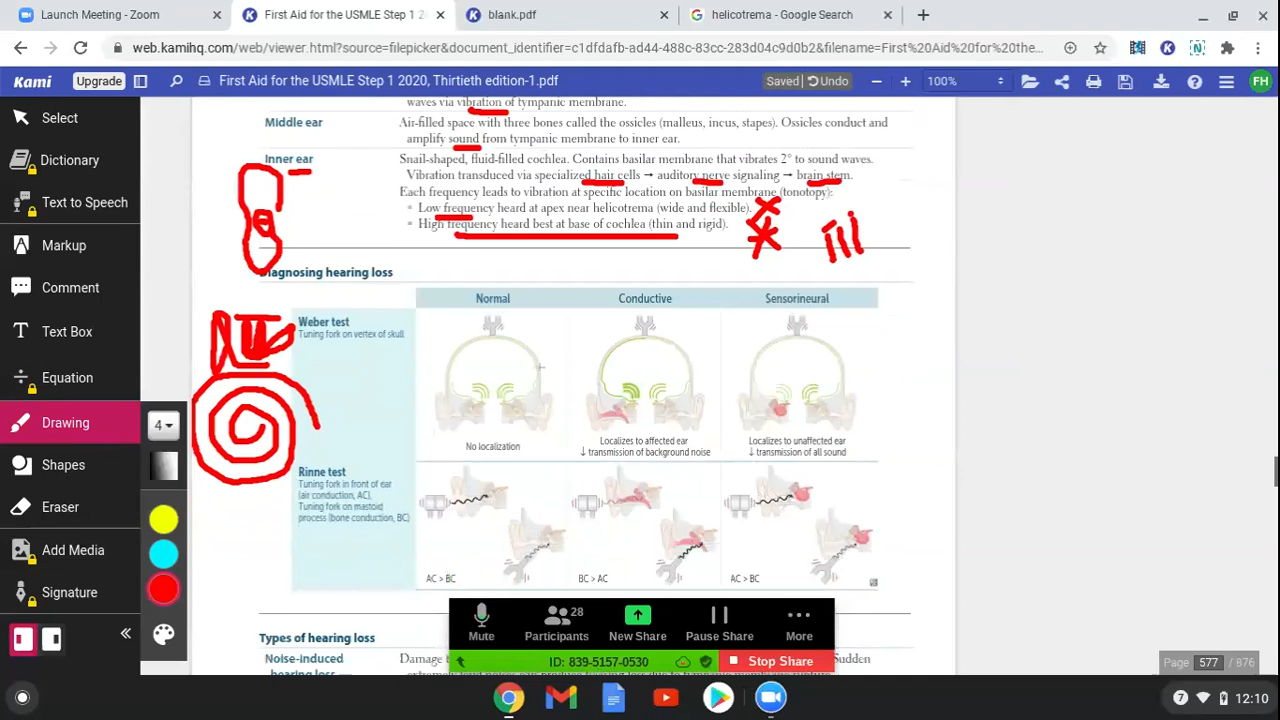 Launch Meeting - Zoom
First Aid for the USMLE Step 1 2020
blank.pdf
helicotrema - Google Search
web.kamihq.com/web/viewer.html?source=filepicker&document_identifier=c1dfdafb-ad44-488c-83cc-283d04c9d0b2&filename=First%20Aid%20for%20the...
Kami
Upgrade
First Aid for the USMLE Step 1 2020, Thirtieth edition-1.pdf
Saved
Undo
100%
FH
Select
Dictionary
Text to Speech
Markup
Comment
Text Box
Equation
Drawing
Shapes
Eraser
Add Media
Signature
4
waves via vibration of tympanic membrane.
Middle ear
Air-filled space with three bones called the ossicles (malleus, incus, stapes). Ossicles conduct and
amplify sound from tympanic membrane to inner ear.
Inner ear
Snail-shaped, fluid-filled cochlea. Contains basilar membrane that vibrates 2° to sound waves.
Vibration transduced via specialized hair cells → auditory nerve signaling → brain stem.
Each frequency leads to vibration at specific location on basilar membrane (tonotopy):
▪ Low frequency heard at apex near helicotrema (wide and flexible).
▪ High frequency heard best at base of cochlea (thin and rigid).
Diagnosing hearing loss
Normal
Conductive
Sensorineural
Weber test
Tuning fork on vertex of skull
No localization
Localizes to affected ear
↓ transmission of background noise
Localizes to unaffected ear
↓ transmission of all sound
Rinne test
Tuning fork in front of ear
(air conduction, AC).
Tuning fork on mastoid
process (bone conduction, BC)
AC > BC
BC > AC
AC > BC
Types of hearing loss
Noise-induced
Damage
Sudden
Mute
Participants
28
New Share
Pause Share
More
ID: 839-5157-0530
Stop Share
Page 577 / 876
7
12:10